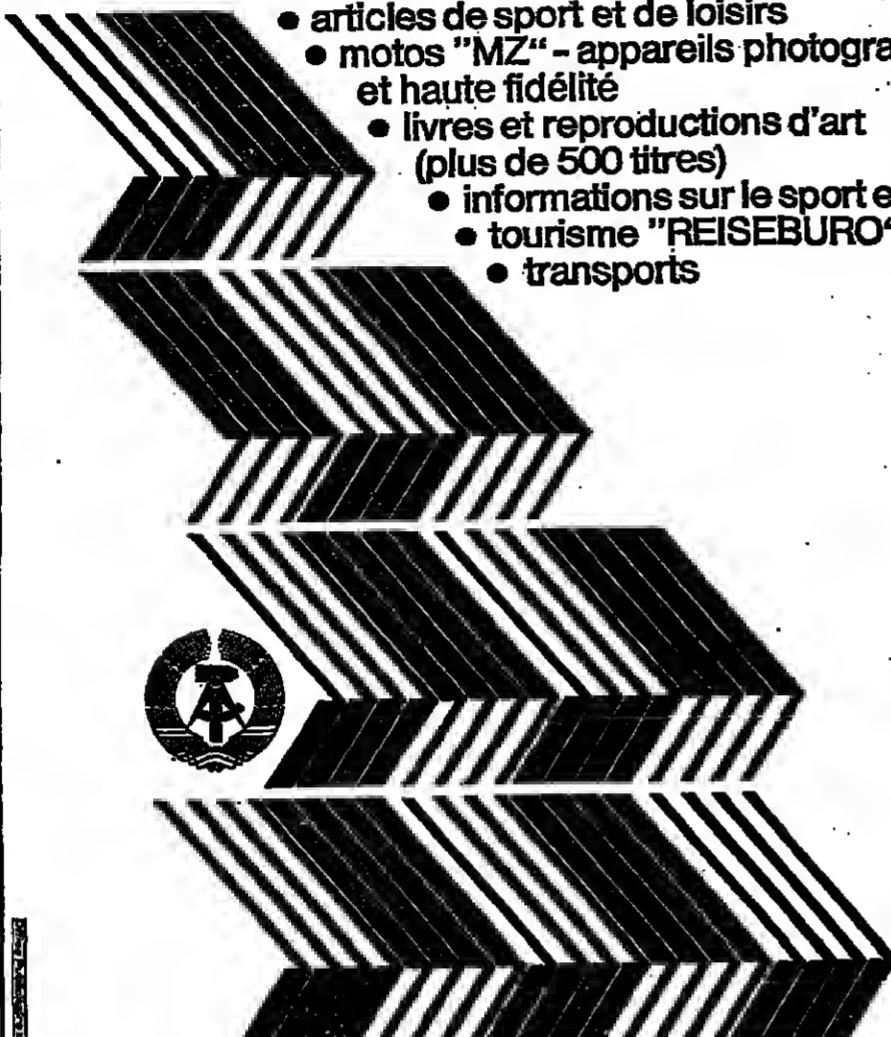 ● articles de sport et de loisirs
● motos "MZ“ – appareils photogra
et haute fidélité
● livres et reproductions d'art
(plus de 500 titres)
● informations sur le sport e
● tourisme "REISEBURO“
● transports